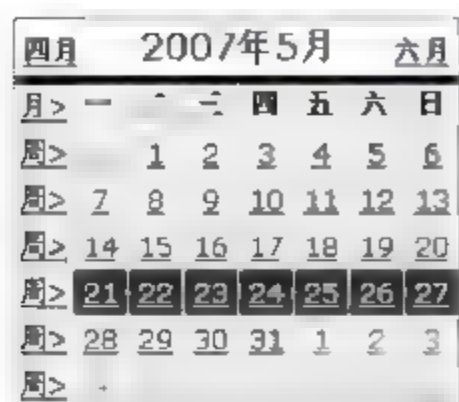 四月 2007年5月 六月
月> 一 三 四 五 六 日
周> 1 2 3 4 5 6
周> 7 8 9 10 11 12 13
周> 14 15 16 17 18 19 20
周> 21 22 23 24 25 26 27
周> 28 29 30 31 1 2 3
周>